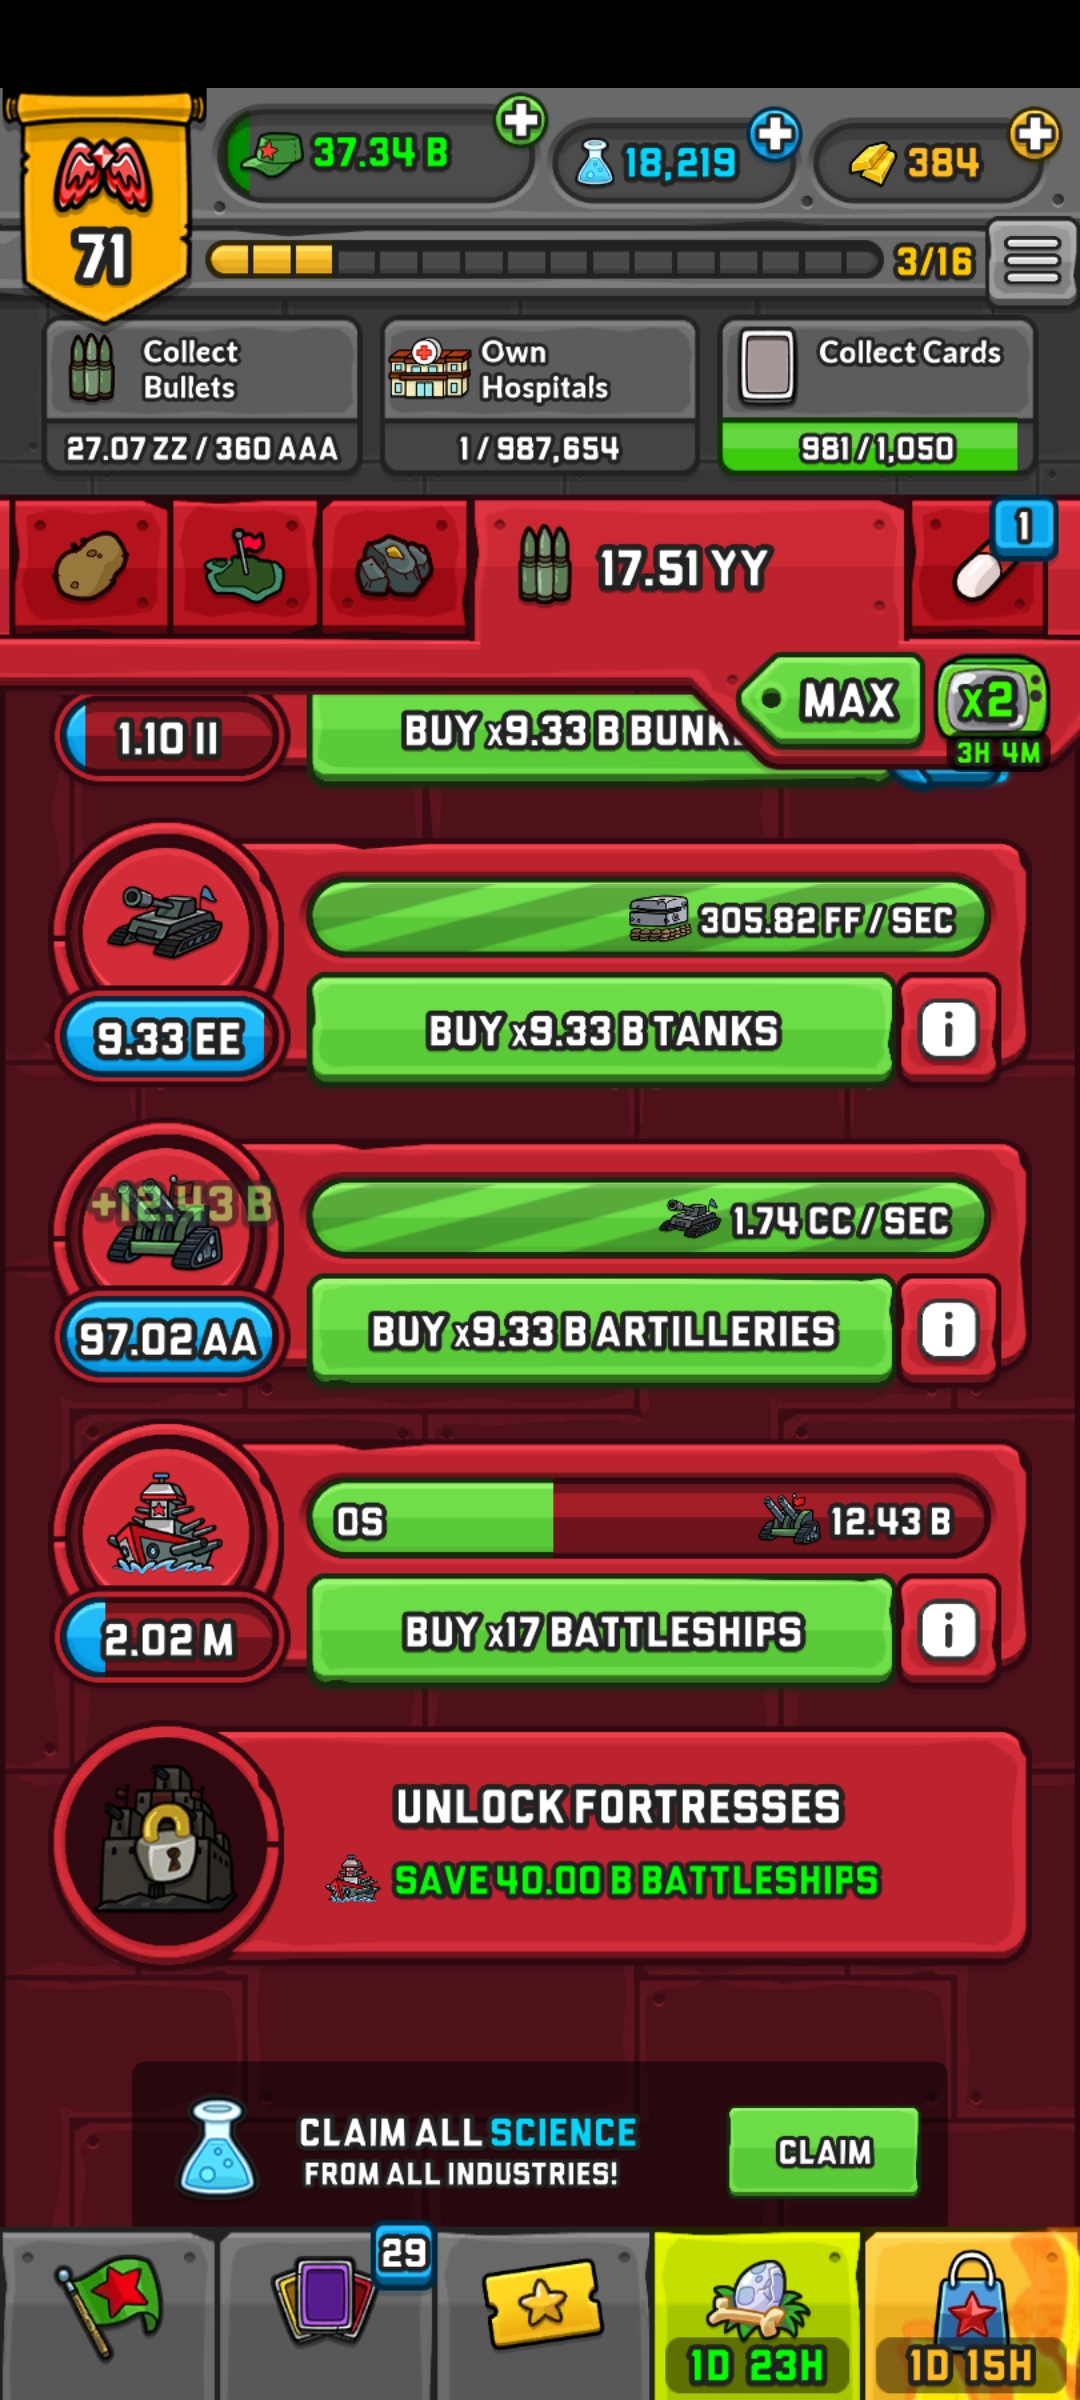 37.34 B
18,219
384
71
3/16
Collect
Bullets
27.07 ZZ / 360 AAA
Own
Hospitals
1 / 987,654
Collect Cards
981 / 1,050
17.51 YY
1
MAX
x2
3H 4M
1.10 II
BUY x9.33 B BUNK
305.82 FF / SEC
9.33 EE
BUY x9.33 B TANKS
i
+12.43 B
1.74 CC / SEC
97.02 AA
BUY x9.33 B ARTILLERIES
i
0S
12.43 B
2.02 M
BUY x17 BATTLESHIPS
i
UNLOCK FORTRESSES
SAVE 40.00 B BATTLESHIPS
CLAIM ALL SCIENCE
FROM ALL INDUSTRIES!
CLAIM
29
1D 23H
1D 15H